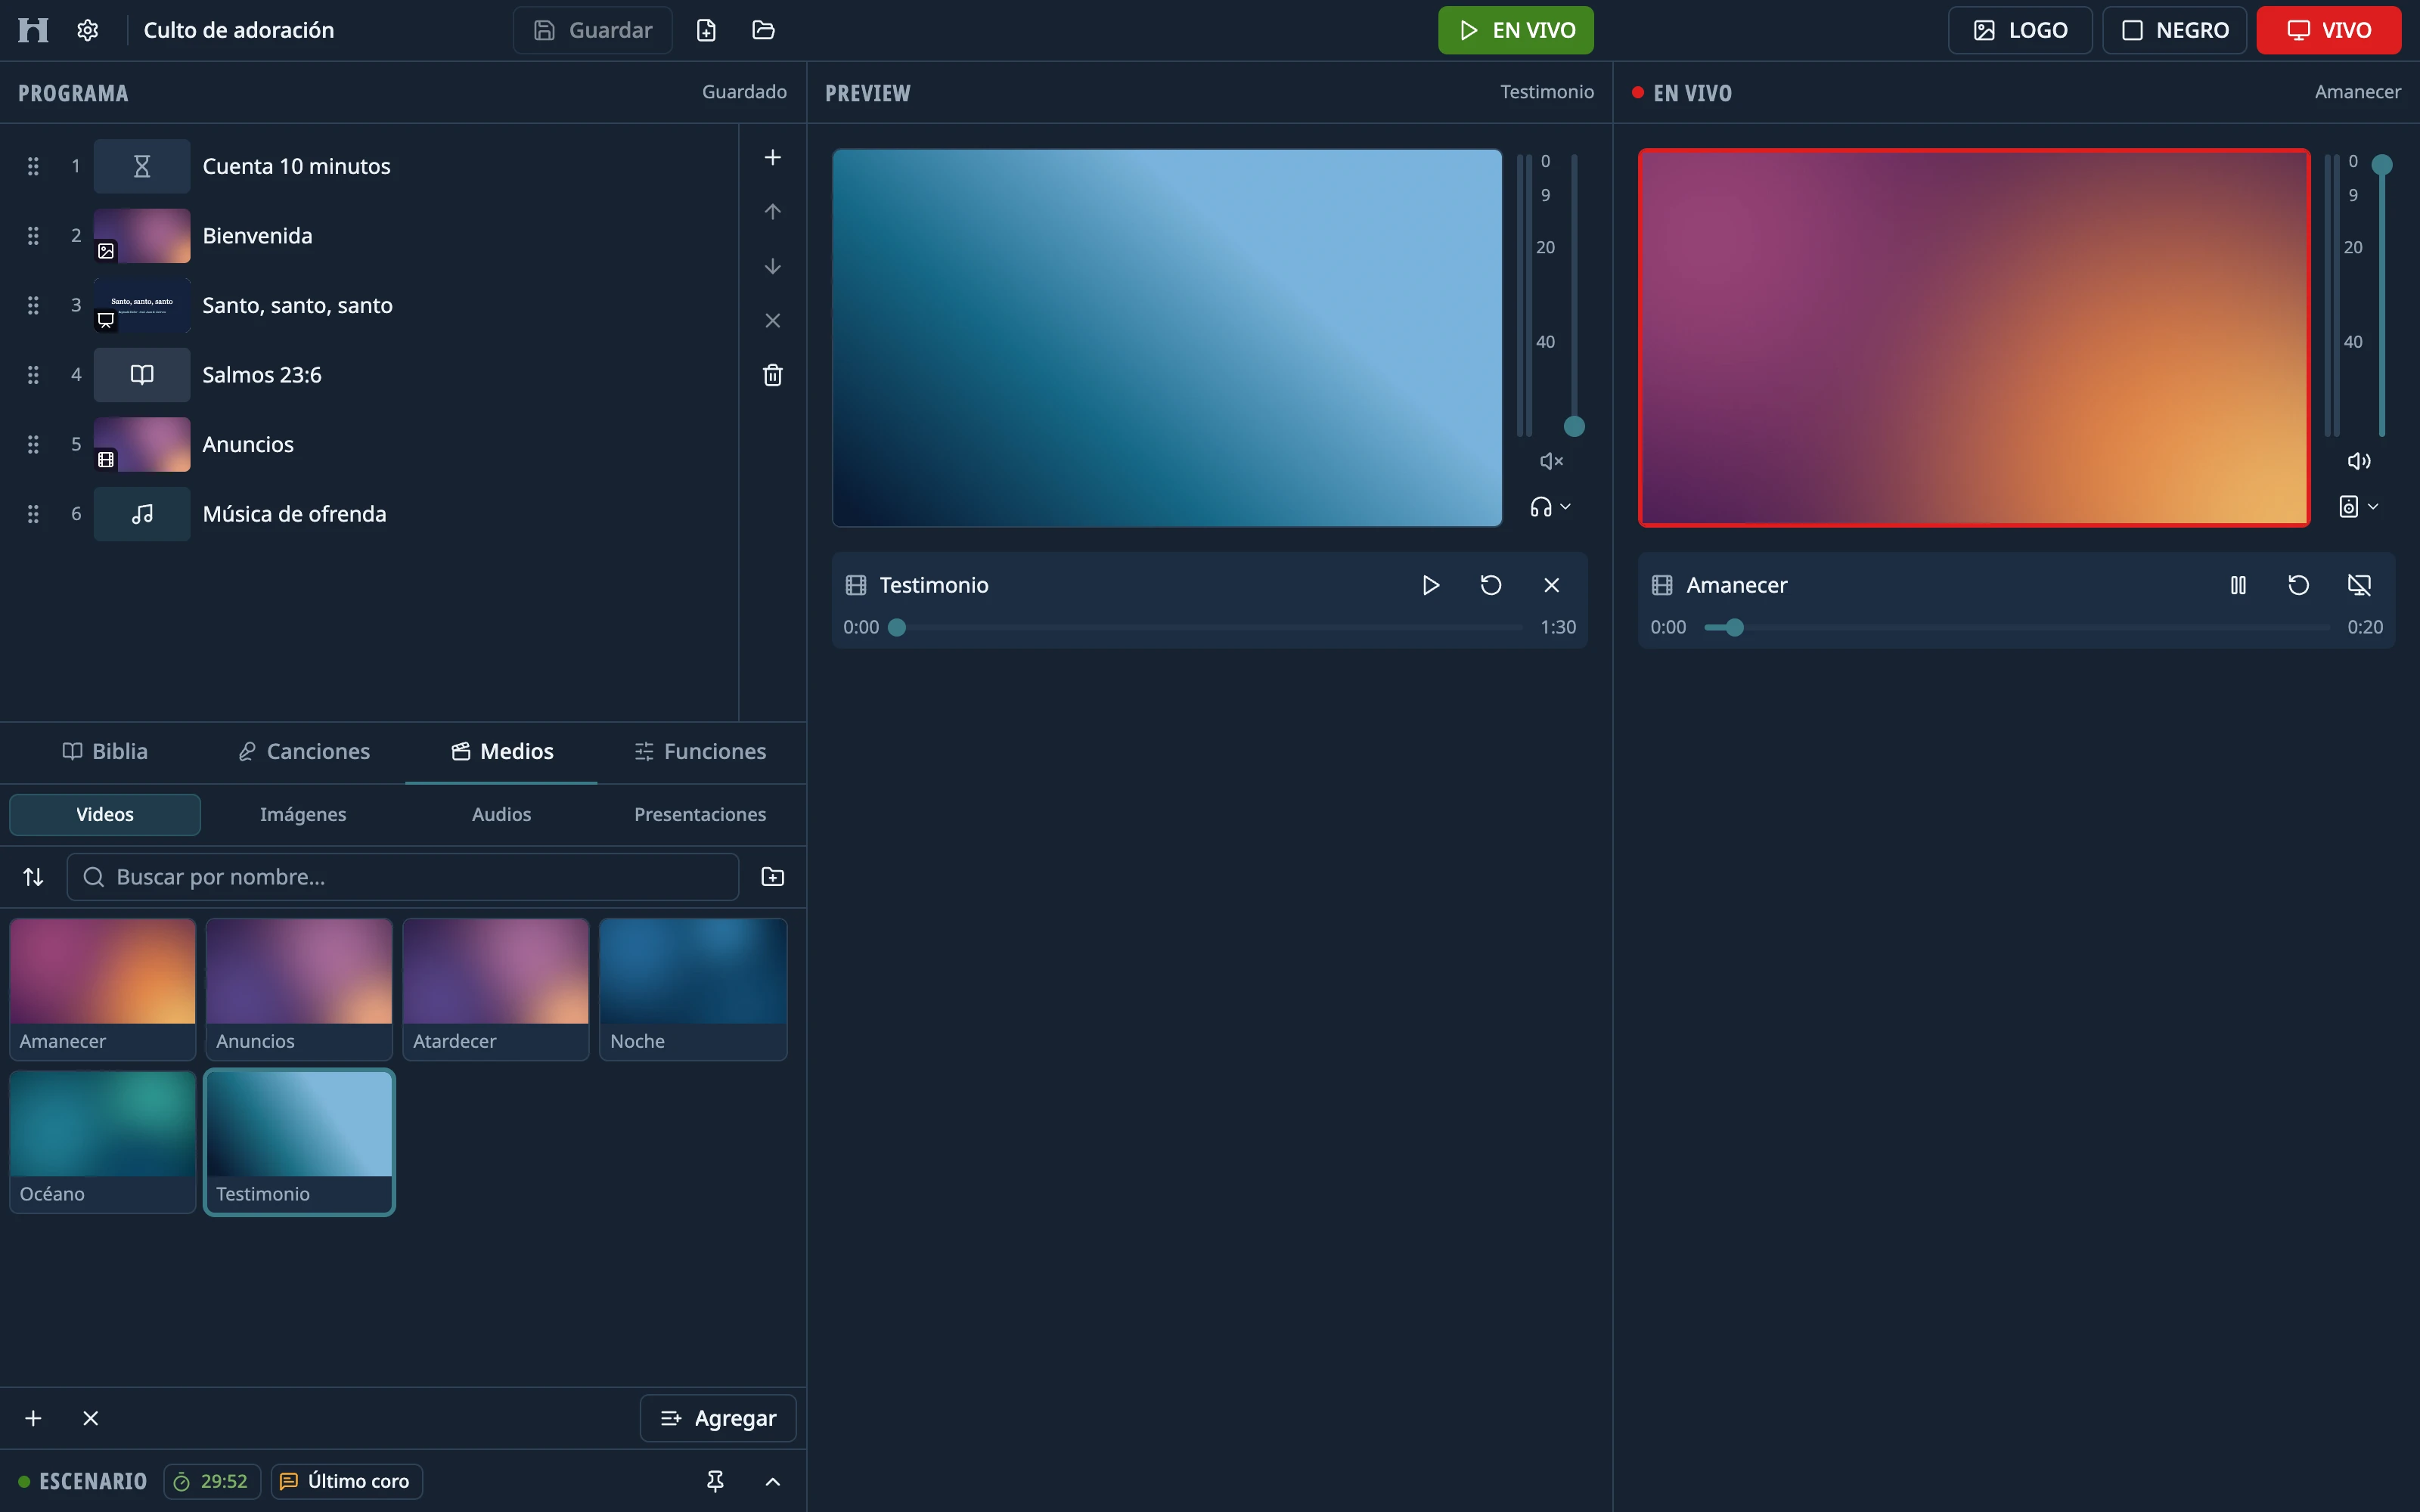 Culto de adoración
Guardar
EN VIVO
LOGO
NEGRO
VIVO
PROGRAMA
Guardado
1 Cuenta 10 minutos
2 Bienvenida
3 Santo, santo, santo Santo, santo, santo
4 Salmos 23:6
5 Anuncios
6 Música de ofrenda
Biblia
Canciones
Medios
Funciones
Videos
Imágenes
Audios
Presentaciones
Buscar por nombre...
Amanecer
Anuncios
Atardecer
Noche
Océano
Testimonio
Agregar
ESCENARIO
29:52
Último coro
PREVIEW
Testimonio
0
9
20
40
Testimonio
0:00
1:30
EN VIVO
Amanecer
0
9
20
40
Amanecer
0:00
0:20